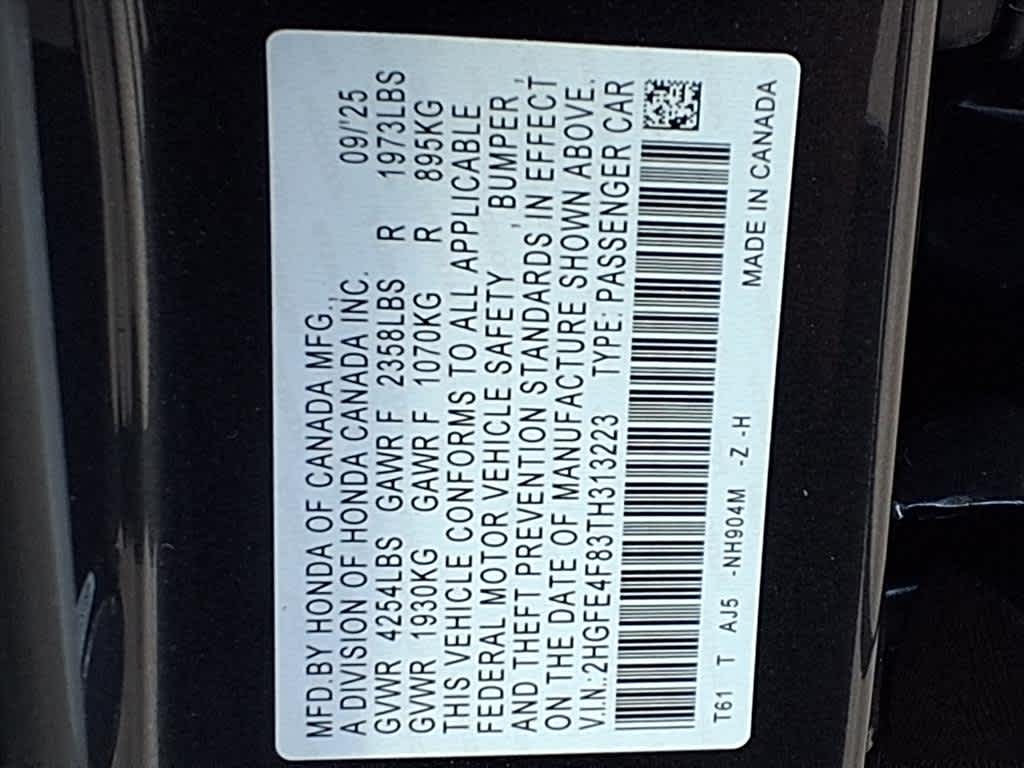 MFD.BY HONDA OF CANADA MFG.,
A DIVISION OF HONDA CANADA INC. 09/'25
GVWR 4254LBS GAWR F 2358LBS R 1973LBS
GVWR 1930KG GAWR F 1070KG R 895KG
THIS VEHICLE CONFORMS TO ALL APPLICABLE
FEDERAL MOTOR VEHICLE SAFETY , BUMPER,
AND THEFT PREVENTION STANDARDS IN EFFECT
ON THE DATE OF MANUFACTURE SHOWN ABOVE.
V.I.N.:2HGFE4F83TH313223 TYPE: PASSENGER CAR
T61 T AJ5 -NH904M -Z -H MADE IN CANADA